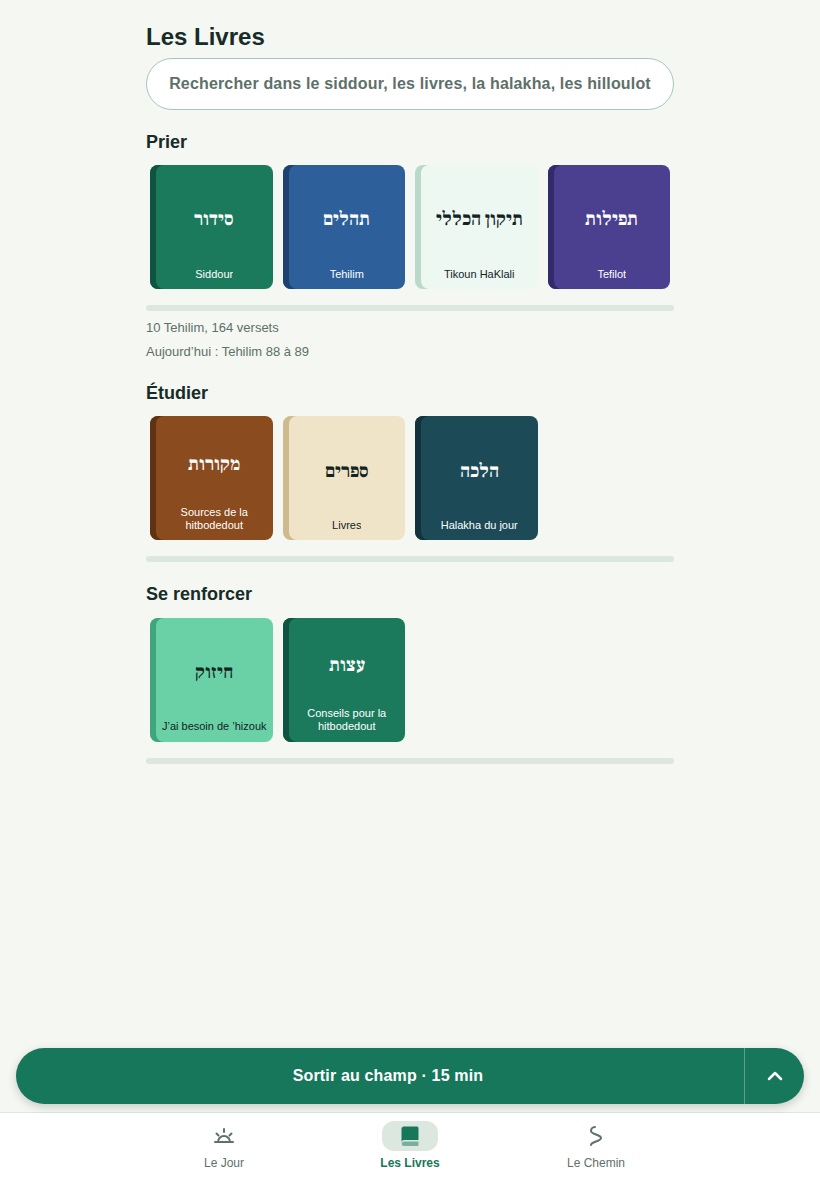 Les Livres
Rechercher dans le siddour, les livres, la halakha, les hilloulot
Prier
סידור
Siddour
תהלים
Tehilim
תיקון הכללי
Tikoun HaKlali
תפילות
Tefilot
10 Tehilim, 164 versets
Aujourd’hui : Tehilim 88 à 89
Étudier
מקורות
Sources de la
hitbodedout
ספרים
Livres
הלכה
Halakha du jour
Se renforcer
חיזוק
J’ai besoin de ’hizouk
עצות
Conseils pour la
hitbodedout
Sortir au champ · 15 min
Le Jour
Les Livres
Le Chemin